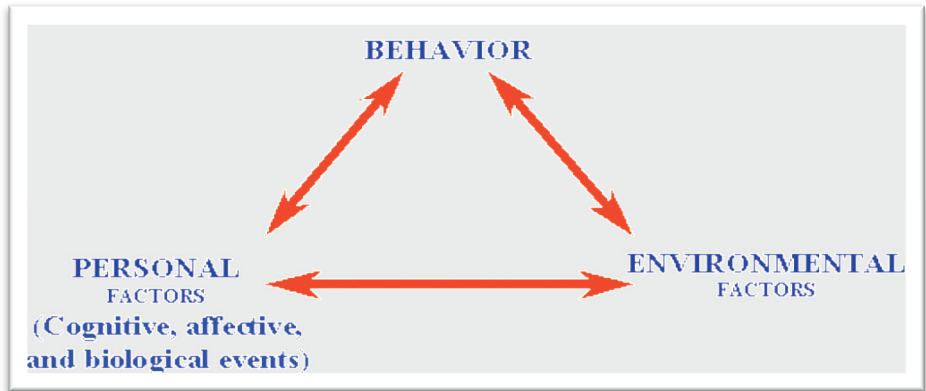 BEHAVIOR
PERSONAL
FACTORS
(Cognitive, affective,
and biological events)
ENVIRONMENTAL
FACTORS